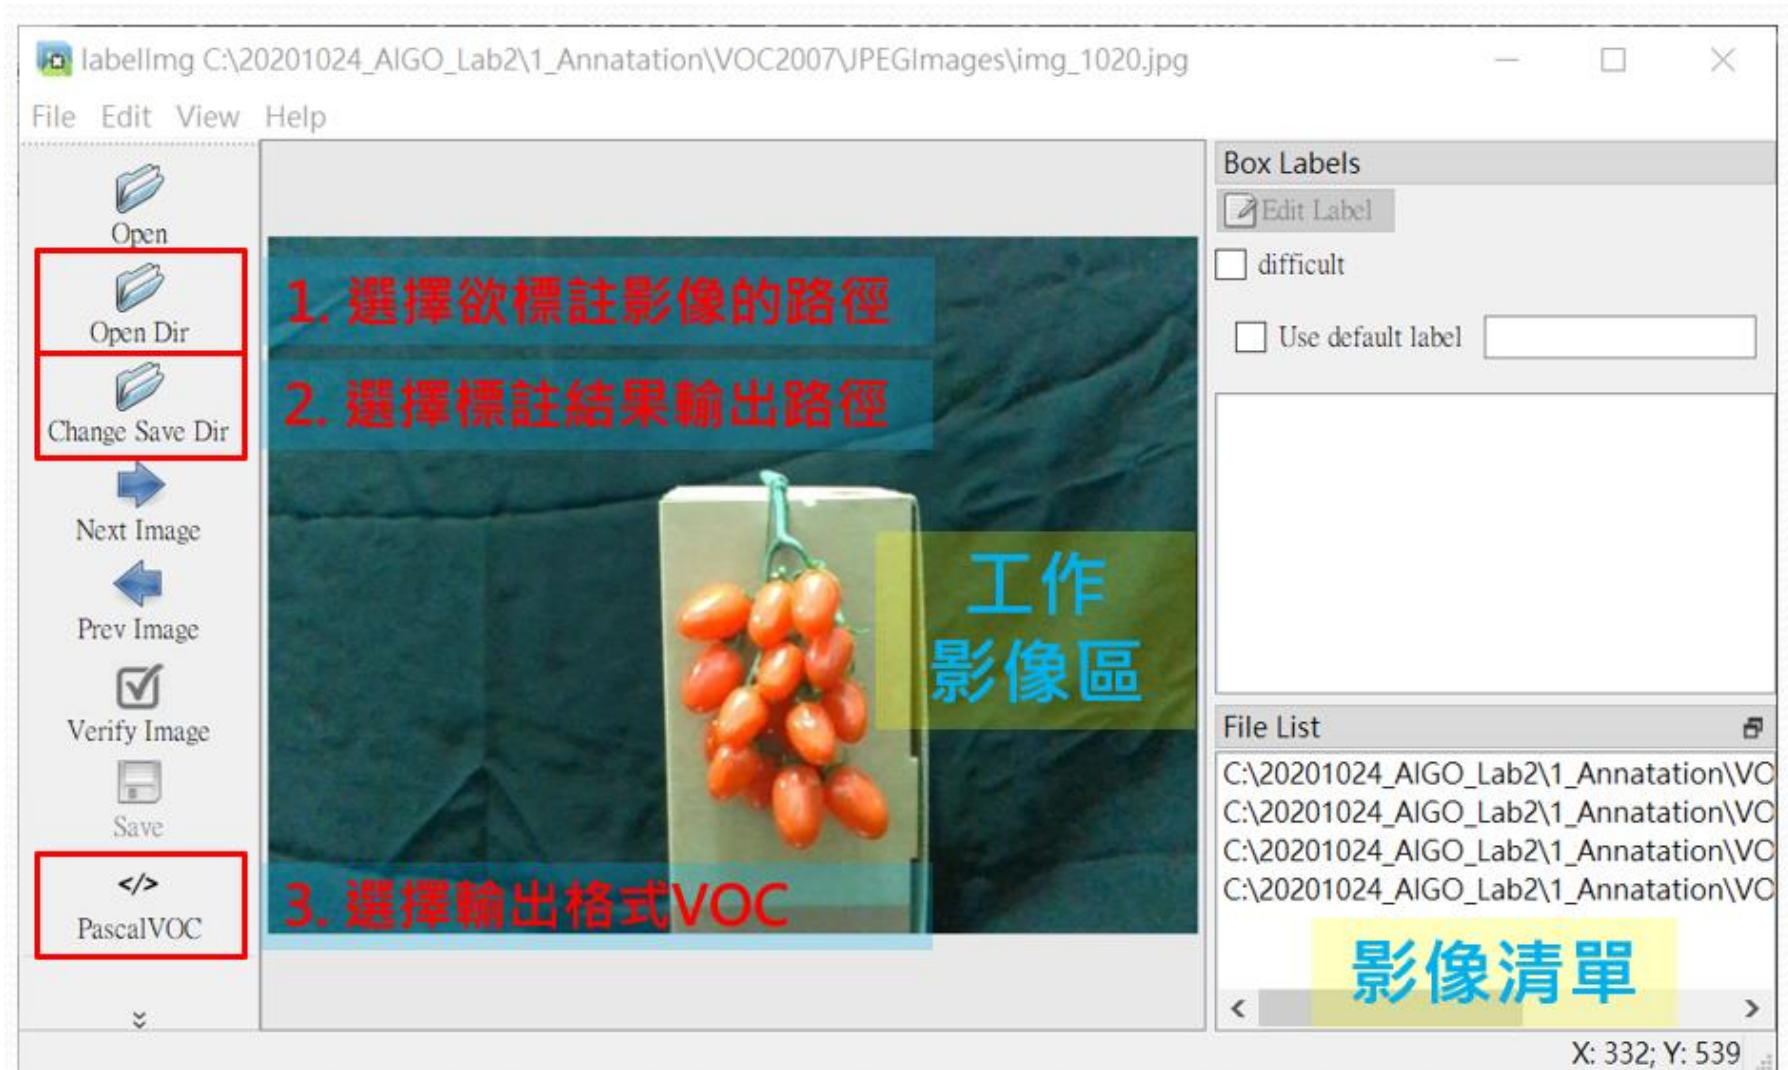 labelImg C:\20201024_AIGO_Lab2\1_Annatation\VOC2007\JPEGImages\img_1020.jpg
File Edit View Help
Open
Open Dir
Change Save Dir
Next Image
Prev Image
Verify Image
Save
</>
PascalVOC
1. 選擇欲標註影像的路徑
2. 選擇標註結果輸出路徑
工作
影像區
3. 選擇輸出格式VOC
Box Labels
Edit Label
difficult
Use default label
File List
C:\20201024_AIGO_Lab2\1_Annatation\VO
C:\20201024_AIGO_Lab2\1_Annatation\VO
C:\20201024_AIGO_Lab2\1_Annatation\VO
C:\20201024_AIGO_Lab2\1_Annatation\VO
影像清單
X: 332; Y: 539